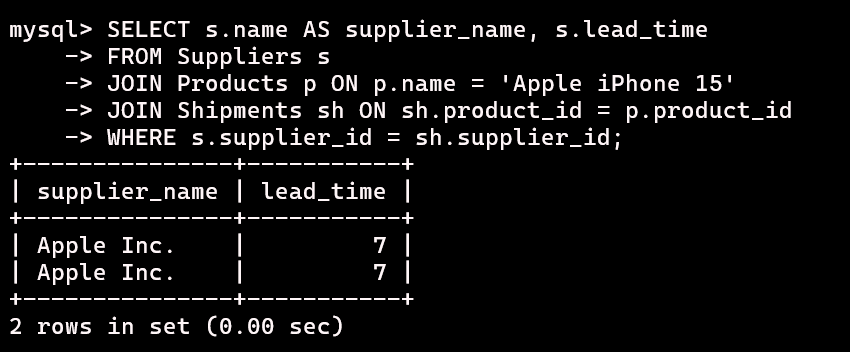 mysql> SELECT s.name AS supplier_name, s.lead_time
    -> FROM Suppliers s
    -> JOIN Products p ON p.name = 'Apple iPhone 15'
    -> JOIN Shipments sh ON sh.product_id = p.product_id
    -> WHERE s.supplier_id = sh.supplier_id;
+---------------+-----------+
| supplier_name | lead_time |
+---------------+-----------+
| Apple Inc.    |         7 |
| Apple Inc.    |         7 |
+---------------+-----------+
2 rows in set (0.00 sec)